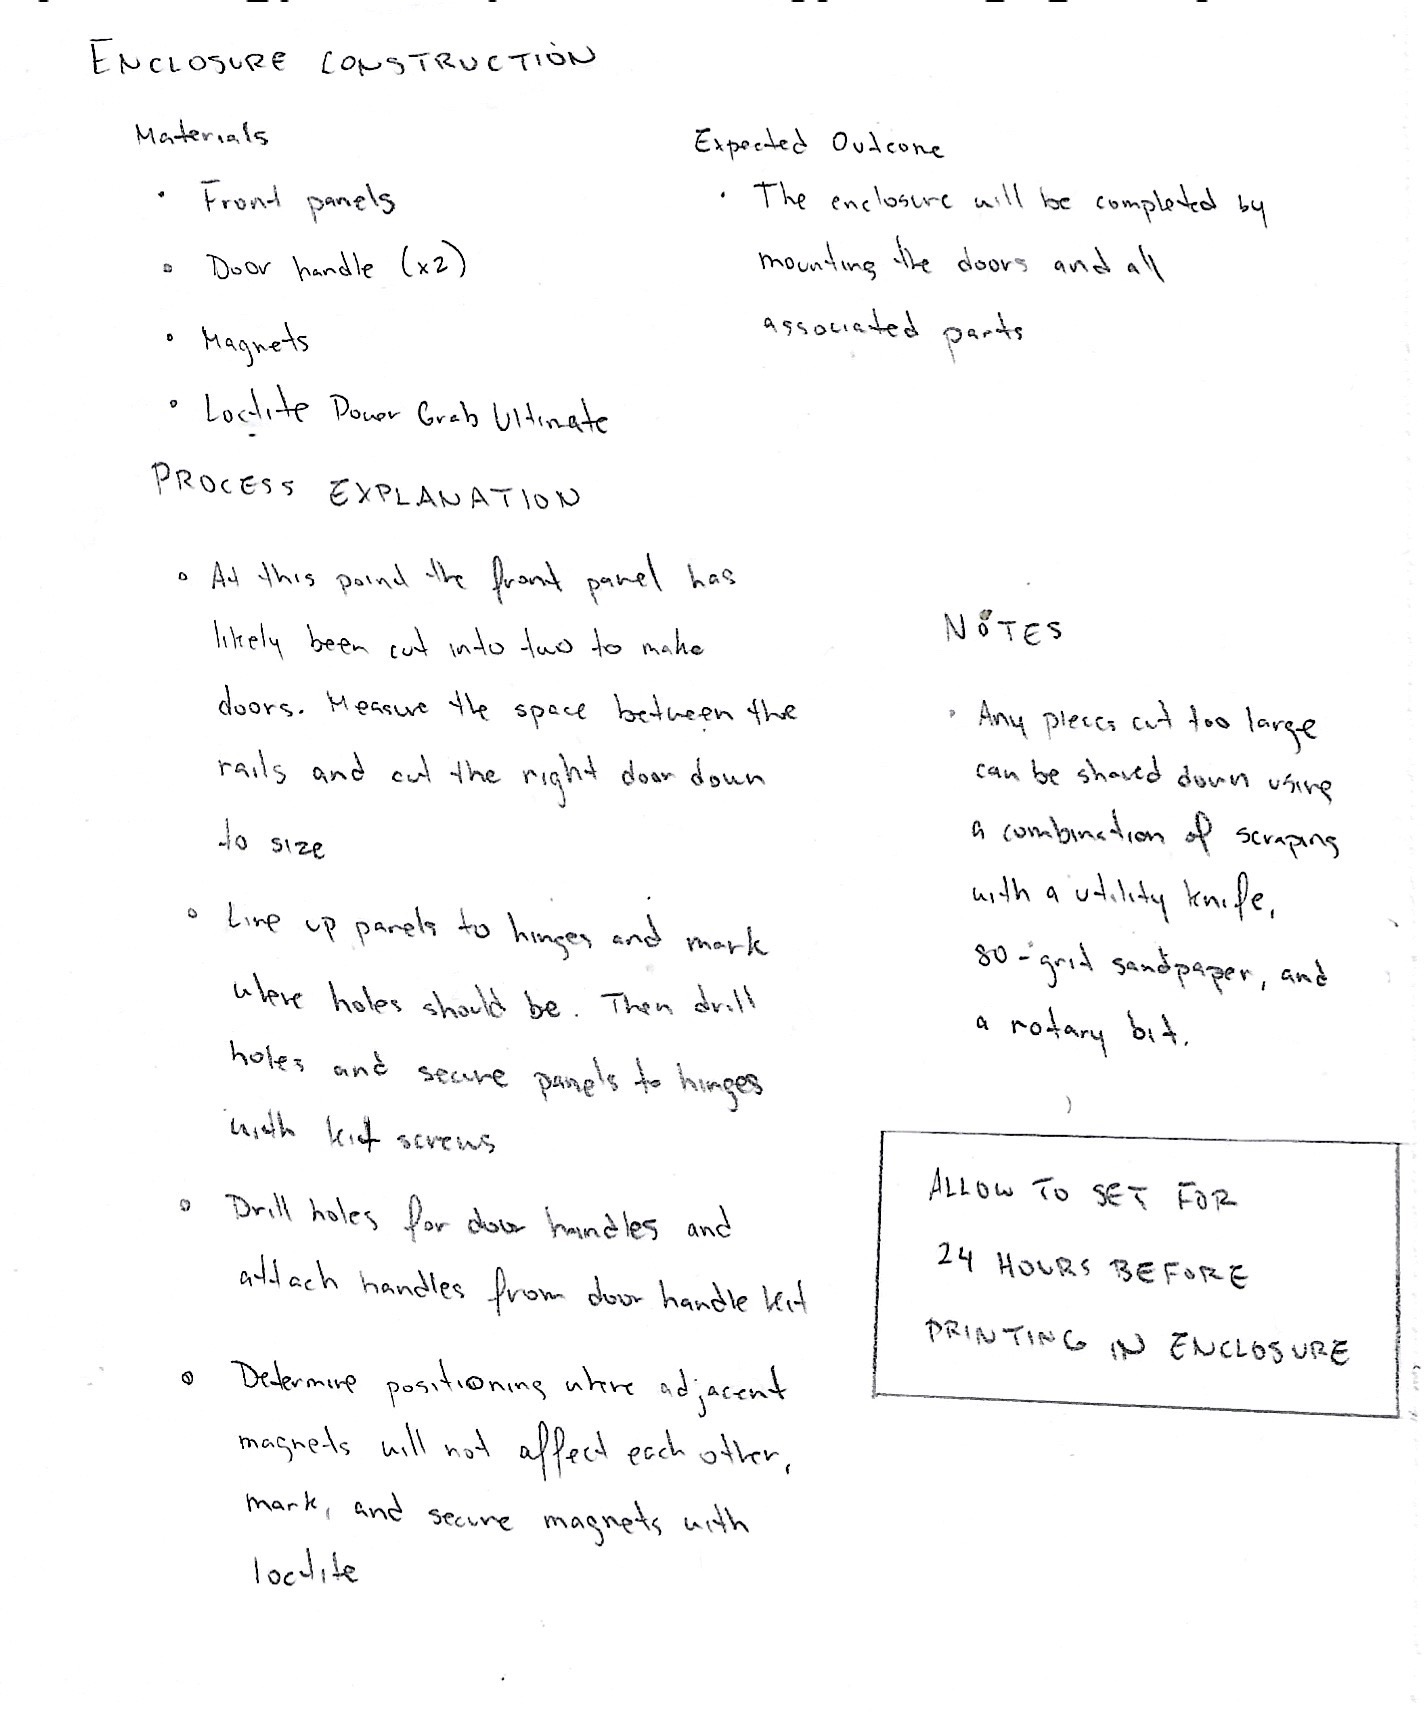 ENCLOSURE CONSTRUCTION
Materials
• Front panels
• Door handle (x2)
• Magnets
• Loctite Power Grab Ultimate
Expected Outcome
• The enclosure will be completed by
mounting the doors and all
associated parts
PROCESS EXPLANATION
• At this point the front panel has
likely been cut into two to make
doors. Measure the space between the
rails and cut the right door down
to size
• Line up panels to hinges and mark
where holes should be. Then drill
holes and secure panels to hinges
with kit screws
• Drill holes for door handles and
attach handles from door handle kit
• Determine positioning where adjacent
magnets will not affect each other,
mark, and secure magnets with
loctite
NOTES
• Any pieces cut too large
can be shaved down using
a combination of scraping
with a utility knife,
80-grit sandpaper, and
a rotary bit.
ALLOW TO SET FOR
24 HOURS BEFORE
PRINTING IN ENCLOSURE